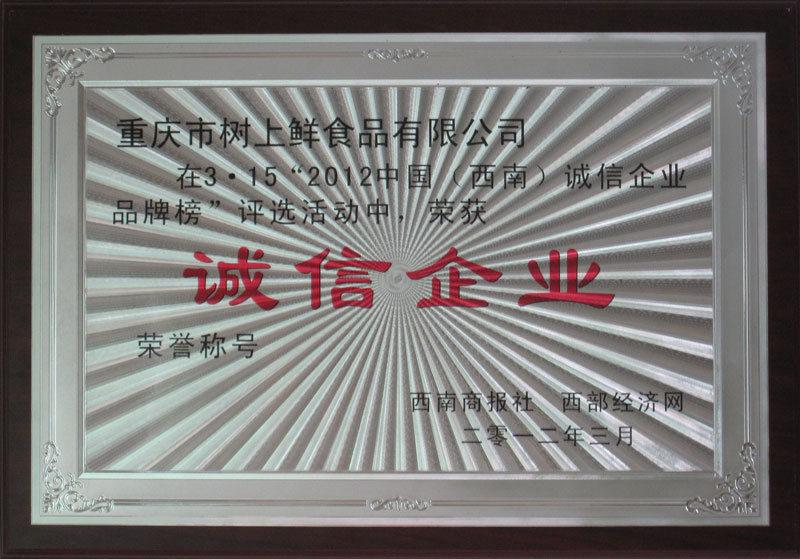 重庆市树上鲜食品有限公司
在3·15“2012中国（西南）诚信企业
品牌榜”评选活动中，荣获
诚信企业
荣誉称号
西南商报社 西部经济网
二零一二年三月